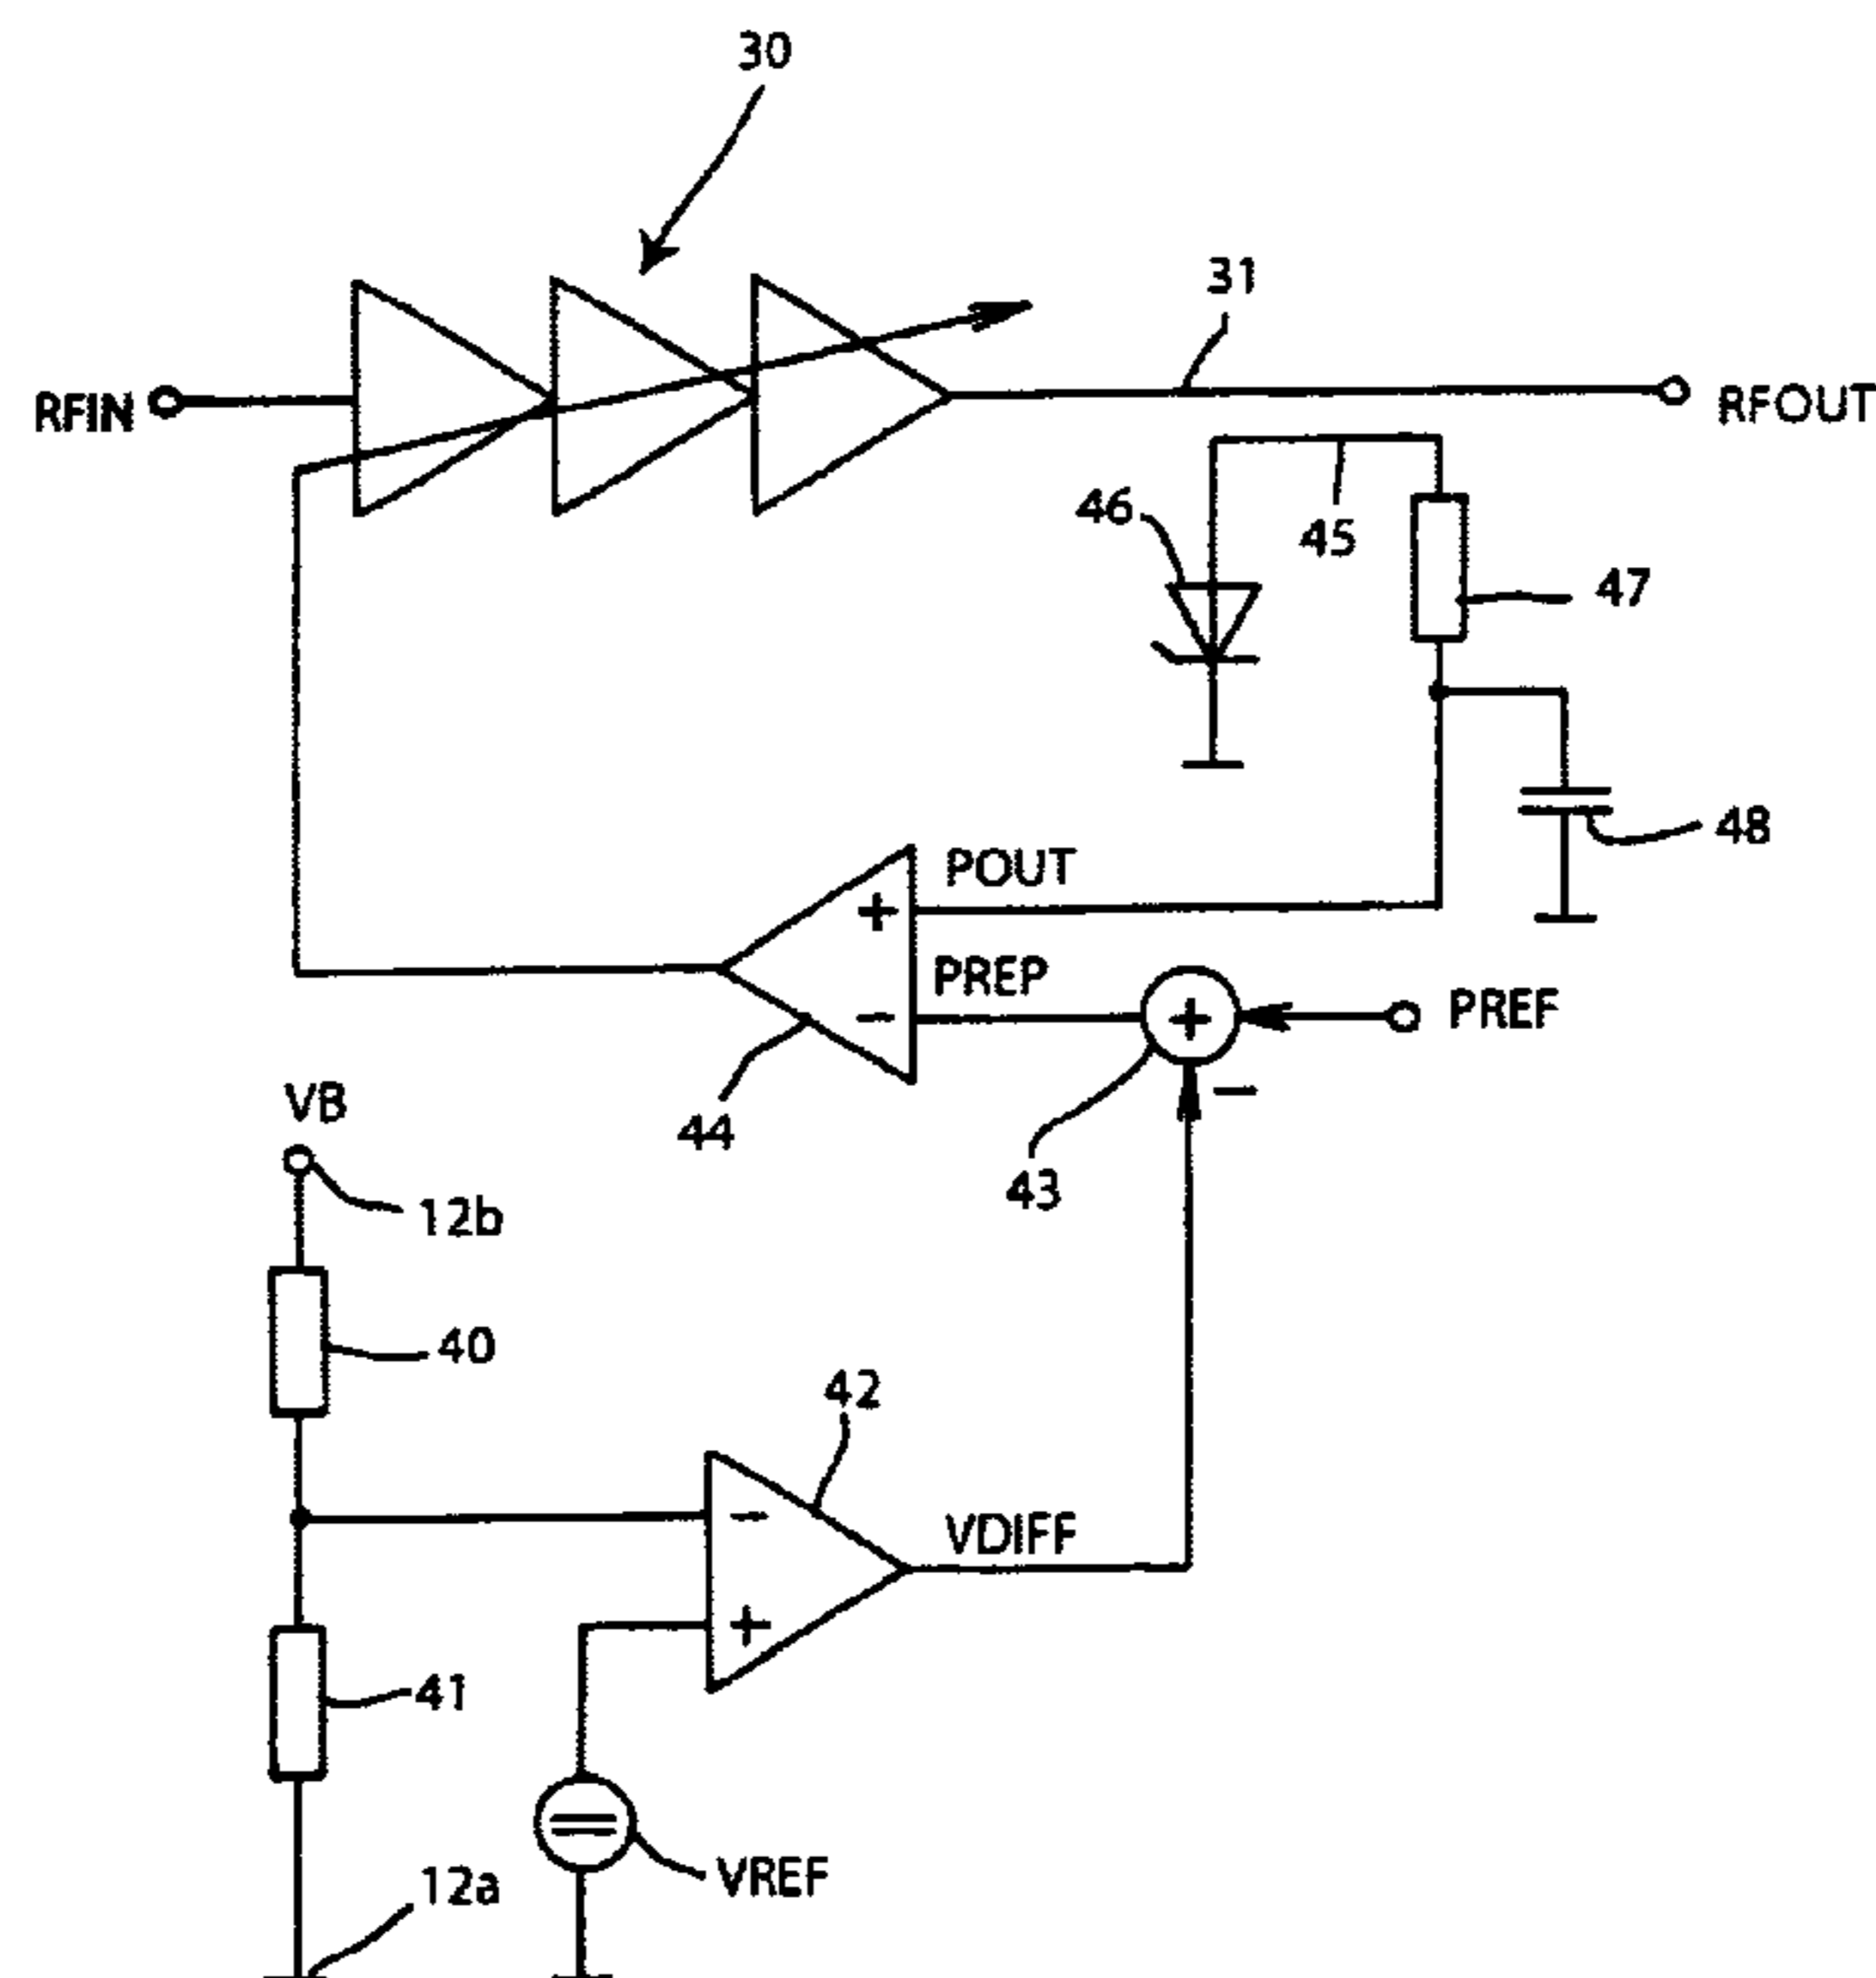 30
31
RFIN
RFOUT
46
45
47
48
POUT
+
PREP
-
+
PREF
-
44
43
VB
12b
40
42
-
VDIFF
+
41
VREF
12a